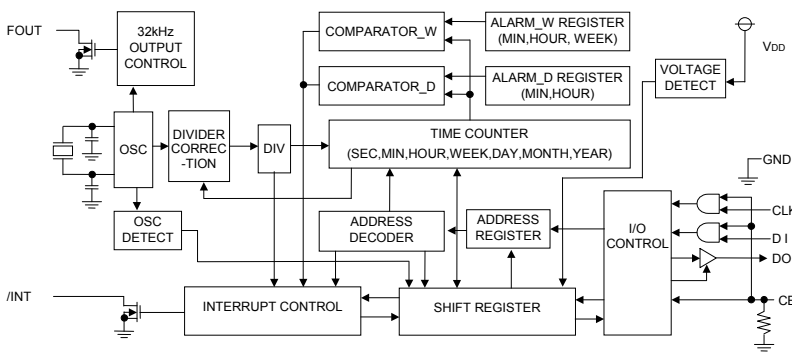 FOUT
32kHz
OUTPUT
CONTROL
COMPARATOR_W
ALARM_W REGISTER
(MIN,HOUR, WEEK)
COMPARATOR_D
ALARM_D REGISTER
(MIN,HOUR)
VOLTAGE
DETECT
VDD
OSC
DIVIDER
CORREC
-TION
DIV
TIME COUNTER
(SEC,MIN,HOUR,WEEK,DAY,MONTH,YEAR)
GND
OSC
DETECT
ADDRESS
DECODER
ADDRESS
REGISTER
I/O
CONTROL
CLK
D I
DO
/INT
INTERRUPT CONTROL
SHIFT REGISTER
CE